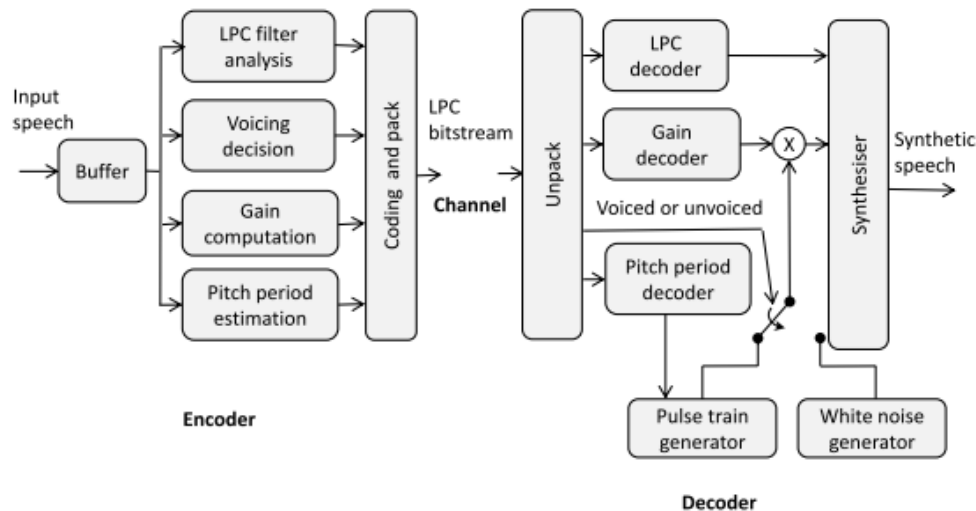 Input
speech
Buffer
LPC filter
analysis
Voicing
decision
Gain
computation
Pitch period
estimation
Coding and pack
LPC
bitstream
Channel
Encoder
Unpack
LPC
decoder
Gain
decoder
X
Voiced or unvoiced
Pitch period
decoder
Pulse train
generator
White noise
generator
Synthesiser
Synthetic
speech
Decoder